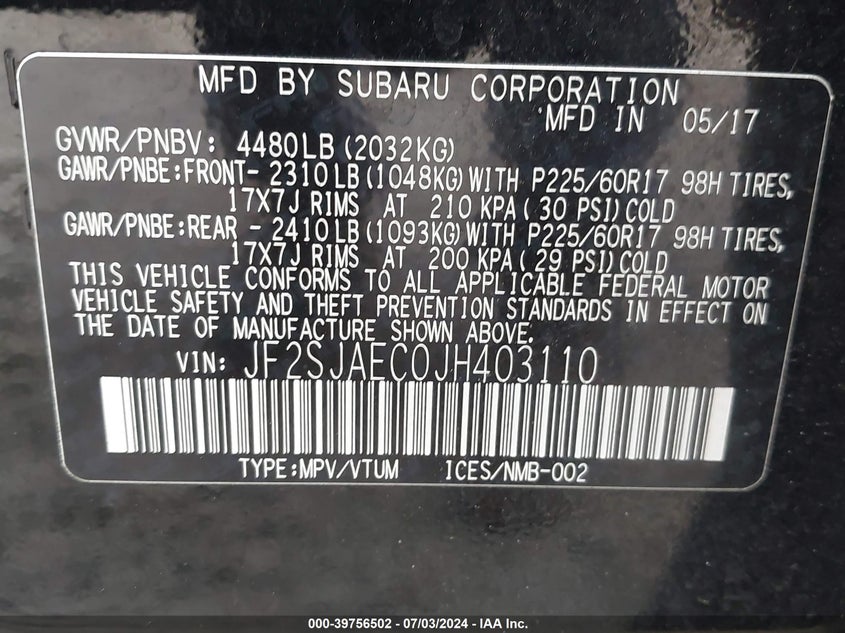 MFD BY SUBARU CORPORATION
MFD IN 05/17
GVWR/PNBV: 4480LB(2032KG)
GAWR/PNBE:FRONT- 2310LB(1048KG)WITH P225/60R17 98H TIRES,
17X7J RIMS AT 210 KPA(30 PSI)COLD
GAWR/PNBE:REAR - 2410LB(1093KG)WITH P225/60R17 98H TIRES,
17X7J RIMS AT 200 KPA(29 PSI)COLD
THIS VEHICLE CONFORMS TO ALL APPLICABLE FEDERAL MOTOR
VEHICLE SAFETY AND THEFT PREVENTION STANDARDS IN EFFECT ON
THE DATE OF MANUFACTURE SHOWN ABOVE.
VIN: JF2SJAEC0JH403110
TYPE:MPV/VTUM ICES/NMB-002
000-39756502 - 07/03/2024 - IAA Inc.